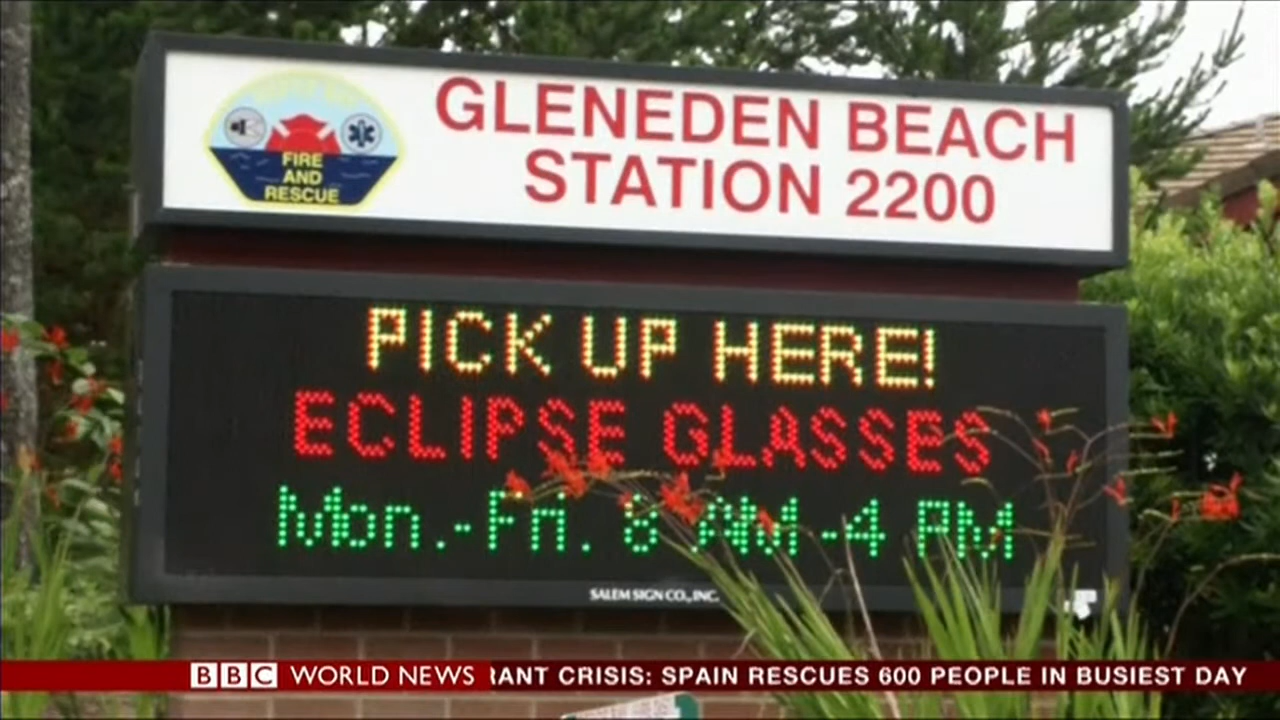 GLENEDEN BEACH
STATION 2200
FIRE
AND
RESCUE
PICK UP HERE!
ECLIPSE GLASSES
Mon.-Fri. 8 AM-4 PM
SALEM SIGN CO., INC.
BBC WORLD NEWS RANT CRISIS: SPAIN RESCUES 600 PEOPLE IN BUSIEST DAY